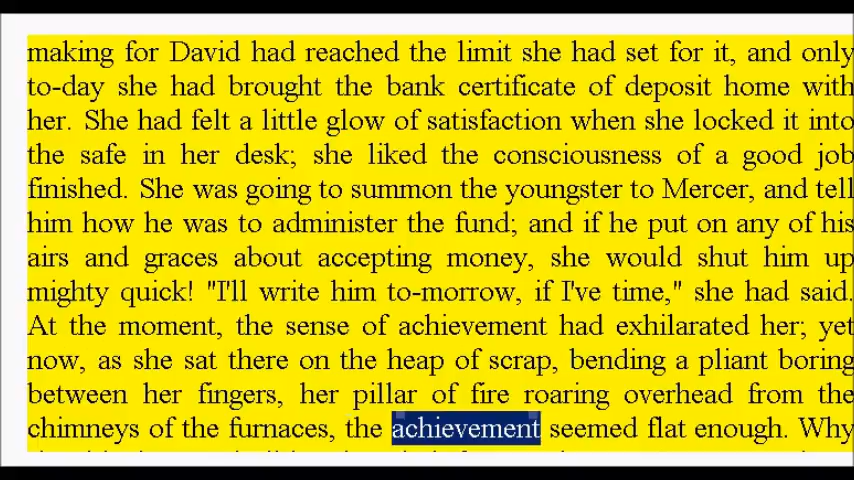 making for David had reached the limit she had set for it, and only
to-day she had brought the bank certificate of deposit home with
her. She had felt a little glow of satisfaction when she locked it into
the safe in her desk; she liked the consciousness of a good job
finished. She was going to summon the youngster to Mercer, and tell
him how he was to administer the fund; and if he put on any of his
airs and graces about accepting money, she would shut him up
mighty quick! "I'll write him to-morrow, if I've time," she had said.
At the moment, the sense of achievement had exhilarated her; yet
now, as she sat there on the heap of scrap, bending a pliant boring
between her fingers, her pillar of fire roaring overhead from the
chimneys of the furnaces, the achievement seemed flat enough. Why